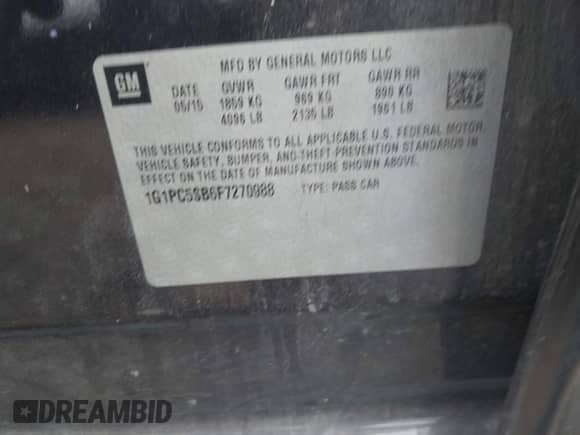 GM
MFD BY GENERAL MOTORS LLC
DATE GVWR GAWR FRT GAWR RR
05/15 1859 KG 969 KG 890 KG
4096 LB 2135 LB 1961 LB
THIS VEHICLE CONFORMS TO ALL APPLICABLE U.S. FEDERAL MOTOR
VEHICLE SAFETY, BUMPER, AND THEFT PREVENTION STANDARDS IN
EFFECT ON THE DATE OF MANUFACTURE SHOWN ABOVE.
1G1PC5SB6F7270988 TYPE: PASS CAR
DREAMBID